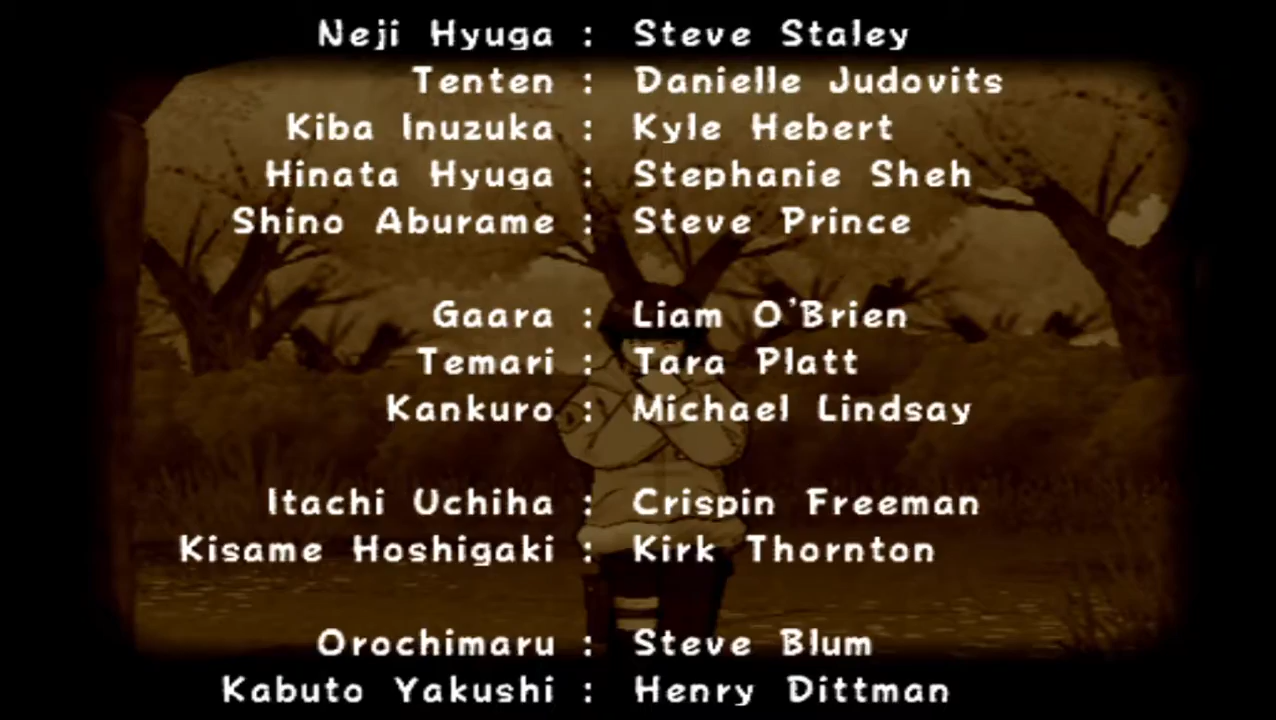 Neji Hyuga : Steve Staley
Tenten : Danielle Judovits
Kiba Inuzuka : Kyle Hebert
Hinata Hyuga : Stephanie Sheh
Shino Aburame : Steve Prince
Gaara : Liam O'Brien
Temari : Tara Platt
Kankuro : Michael Lindsay
Itachi Uchiha : Crispin Freeman
Kisame Hoshigaki : Kirk Thornton
Orochimaru : Steve Blum
Kabuto Yakushi : Henry Dittman